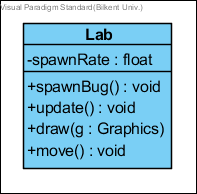 Visual Paradigm Standard(Bilkent Univ.)
Lab
-spawnRate : float
+spawnBug() : void
+update() : void
+draw(g : Graphics)
+move() : void